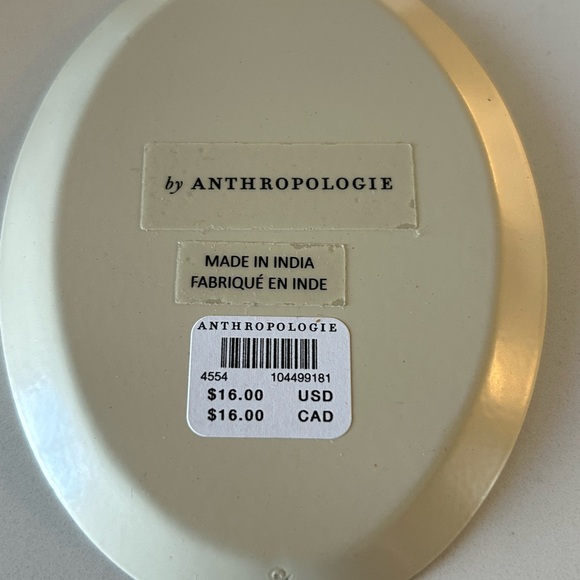 by ANTHROPOLOGIE
MADE IN INDIA
FABRIQUÉ EN INDE
ANTHROPOLOGIE
4554 104499181
$16.00 USD
$16.00 CAD